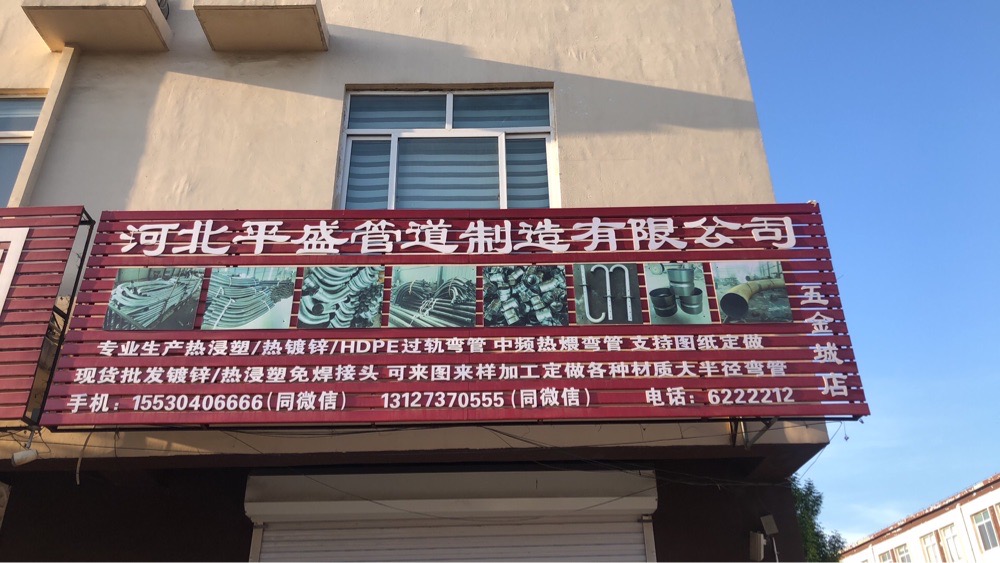 河北平盛管道制造有限公司
五金城店
专业生产热浸塑/热镀锌/HDPE过轨弯管 中频热煨弯管 支持图纸定做
现货批发镀锌/热浸塑免焊接头 可来图来样加工定做各种材质大半径弯管
手机：15530406666(同微信) 13127370555(同微信) 电话：6222212